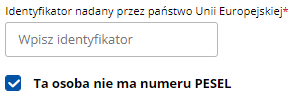 Identyfikator nadany przez państwo Unii Europejskiej*
Wpisz identyfikator
Ta osoba nie ma numeru PESEL